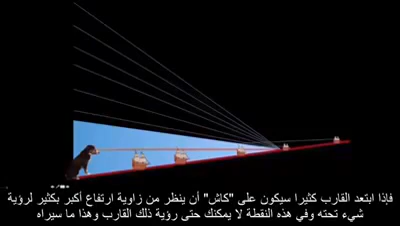 فإذا ابتعد القارب كثيرا سيكون على "كاش" أن ينظر من زاوية ارتفاع أكبر بكثير لرؤية
شيء تحته وفي هذه النقطة لا يمكنك حتى رؤية ذلك القارب وهذا ما سيراه